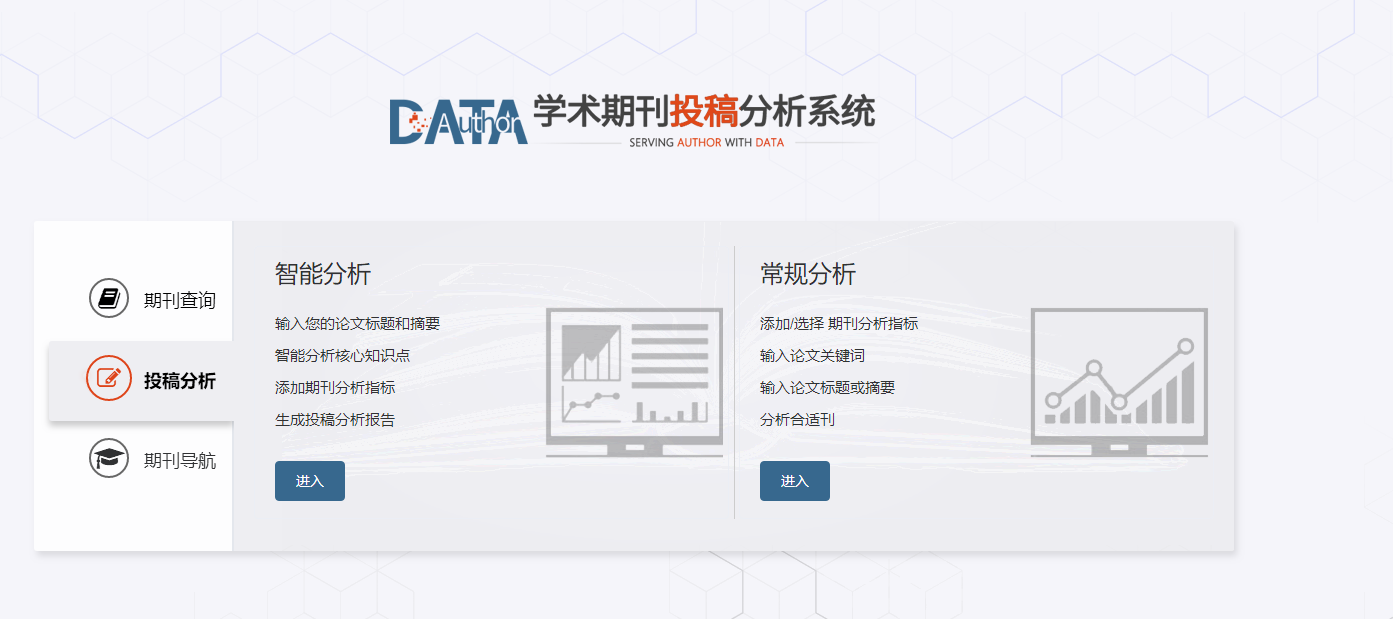 DATA Author 学术期刊投稿分析系统
SERVING AUTHOR WITH DATA
期刊查询
投稿分析
期刊导航
智能分析
输入您的论文标题和摘要
智能分析核心知识点
添加期刊分析指标
生成投稿分析报告
进入
常规分析
添加/选择 期刊分析指标
输入论文关键词
输入论文标题或摘要
分析合适刊
进入